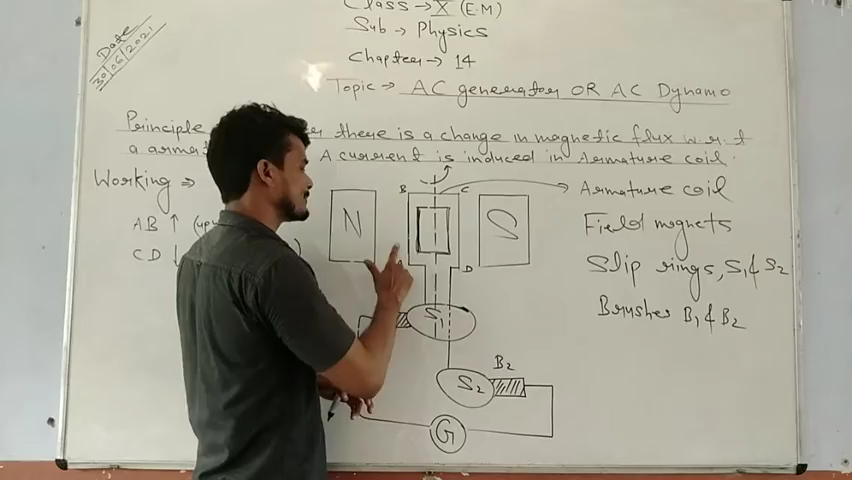 Class → X (E.M)
Sub → Physics
Chapter → 14
Topic → AC generator OR AC Dynamo
Date
30/06/2021
Principle there is a change in magnetic flux w.r.t
a A current is induced in Armature coil.
Working ⇒
AB ↑
CD ↓
B C
N
S
D
Armature coil
Field magnets
Slip rings, S1 & S2
Brushes B1 & B2
S1
B2
S2
G